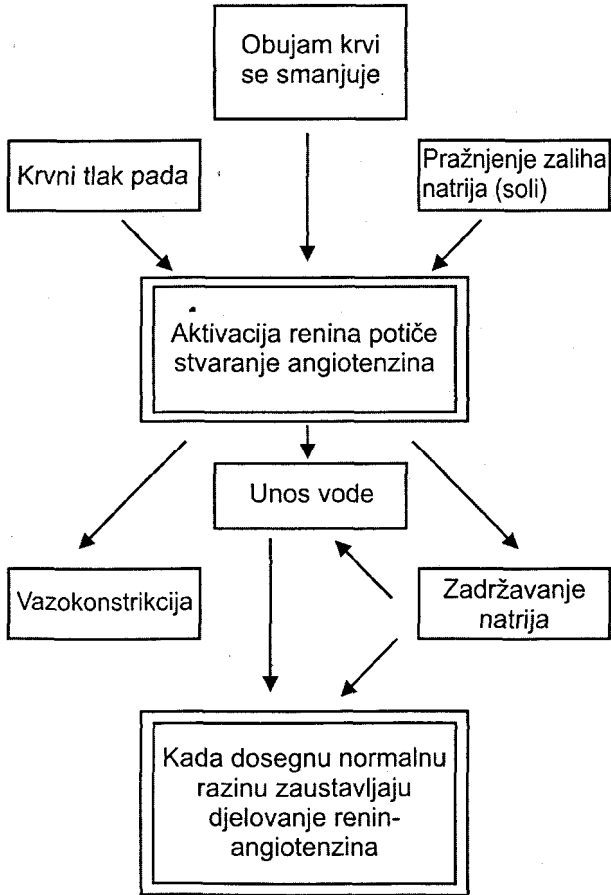 Obujam krvi
se smanjuje
Krvni tlak pada
Pražnjenje zaliha
natrija (soli)
Aktivacija renina potiče
stvaranje angiotenzina
Unos vode
Vazokonstrikcija
Zadržavanje
natrija
Kada dosegnu normalnu
razinu zaustavljaju
djelovanje renin-
angiotenzina